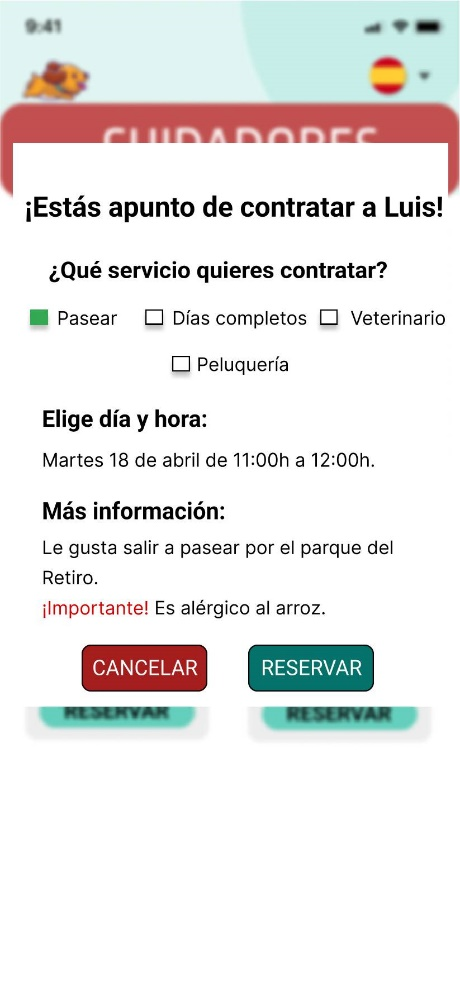 9:41
CUIDADORES
¡Estás apunto de contratar a Luis!
¿Qué servicio quieres contratar?
Pasear Días completos Veterinario
Peluquería
Elige día y hora:
Martes 18 de abril de 11:00h a 12:00h.
Más información:
Le gusta salir a pasear por el parque del
Retiro.
¡Importante! Es alérgico al arroz.
CANCELAR RESERVAR
RESERVAR RESERVAR